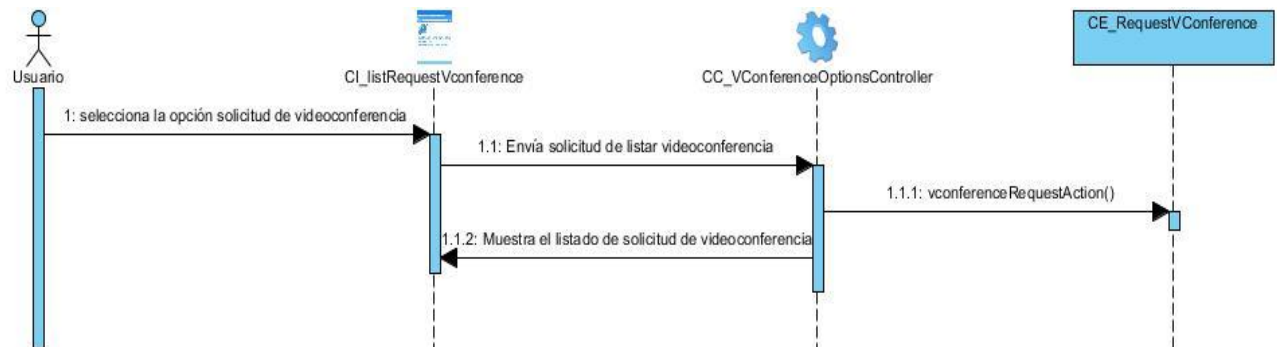 CE_RequestVConference
Usuario
CI_listRequestVconference
CC_VConferenceOptionsController
1: selecciona la opción solicitud de videoconferencia
1.1: Envía solicitud de listar videoconferencia
1.1.1: vconferenceRequestAction()
1.1.2: Muestra el listado de solicitud de videoconferencia